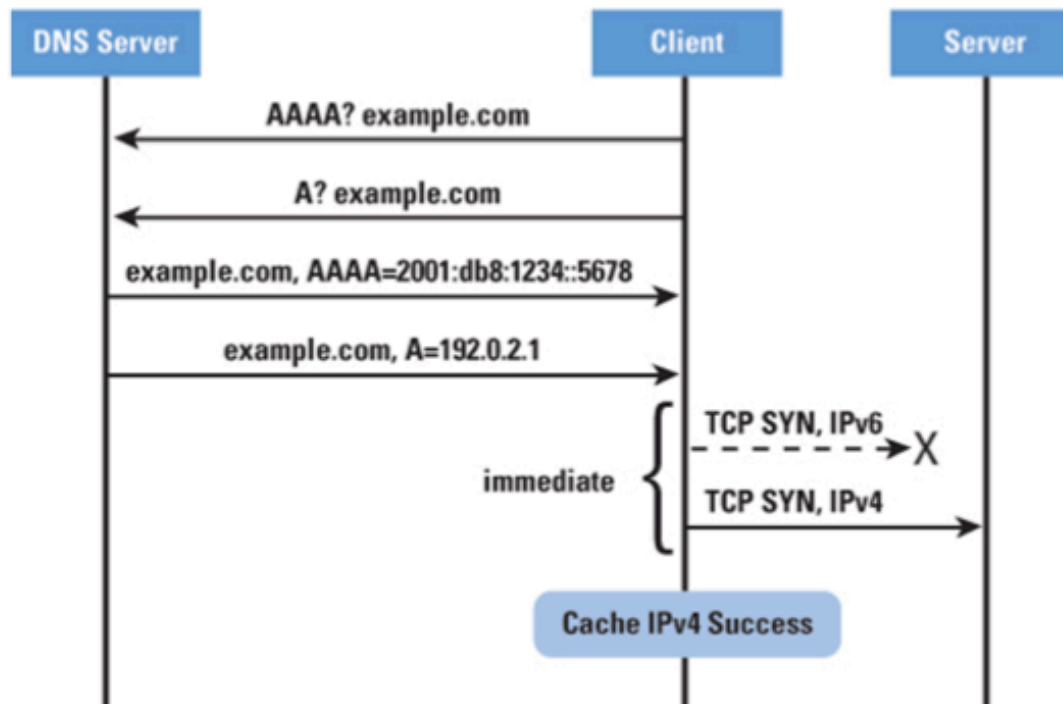 DNS Server
Client
Server
AAAA? example.com
A? example.com
example.com, AAAA=2001:db8:1234::5678
example.com, A=192.0.2.1
TCP SYN, IPv6
X
immediate
TCP SYN, IPv4
Cache IPv4 Success